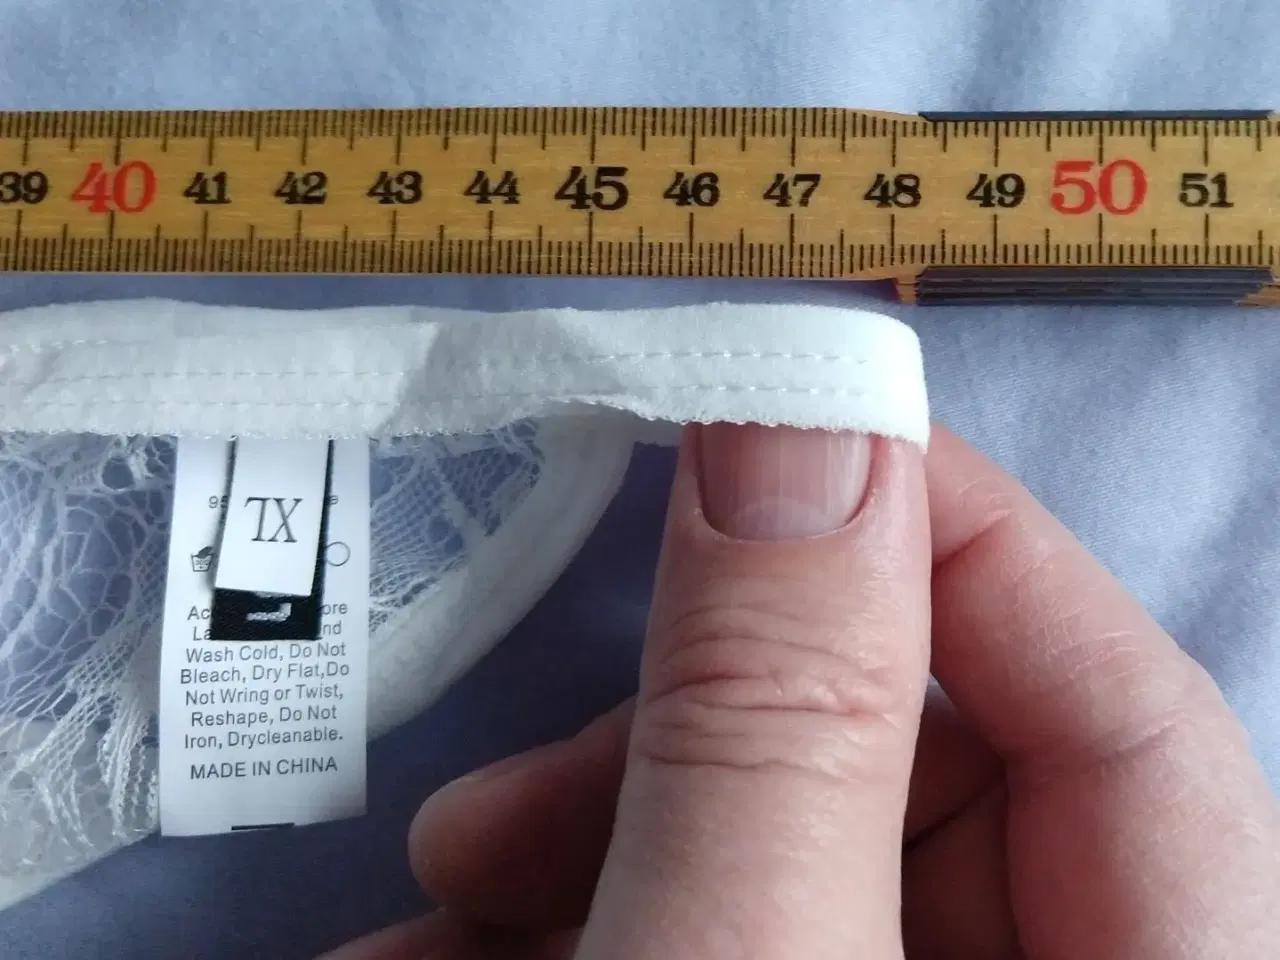 39 40 41 42 43 44 45 46 47 48 49 50 51
XL
L
Wash Cold, Do Not
Bleach, Dry Flat,Do
Not Wring or Twist,
Reshape, Do Not
Iron, Drycleanable.
MADE IN CHINA